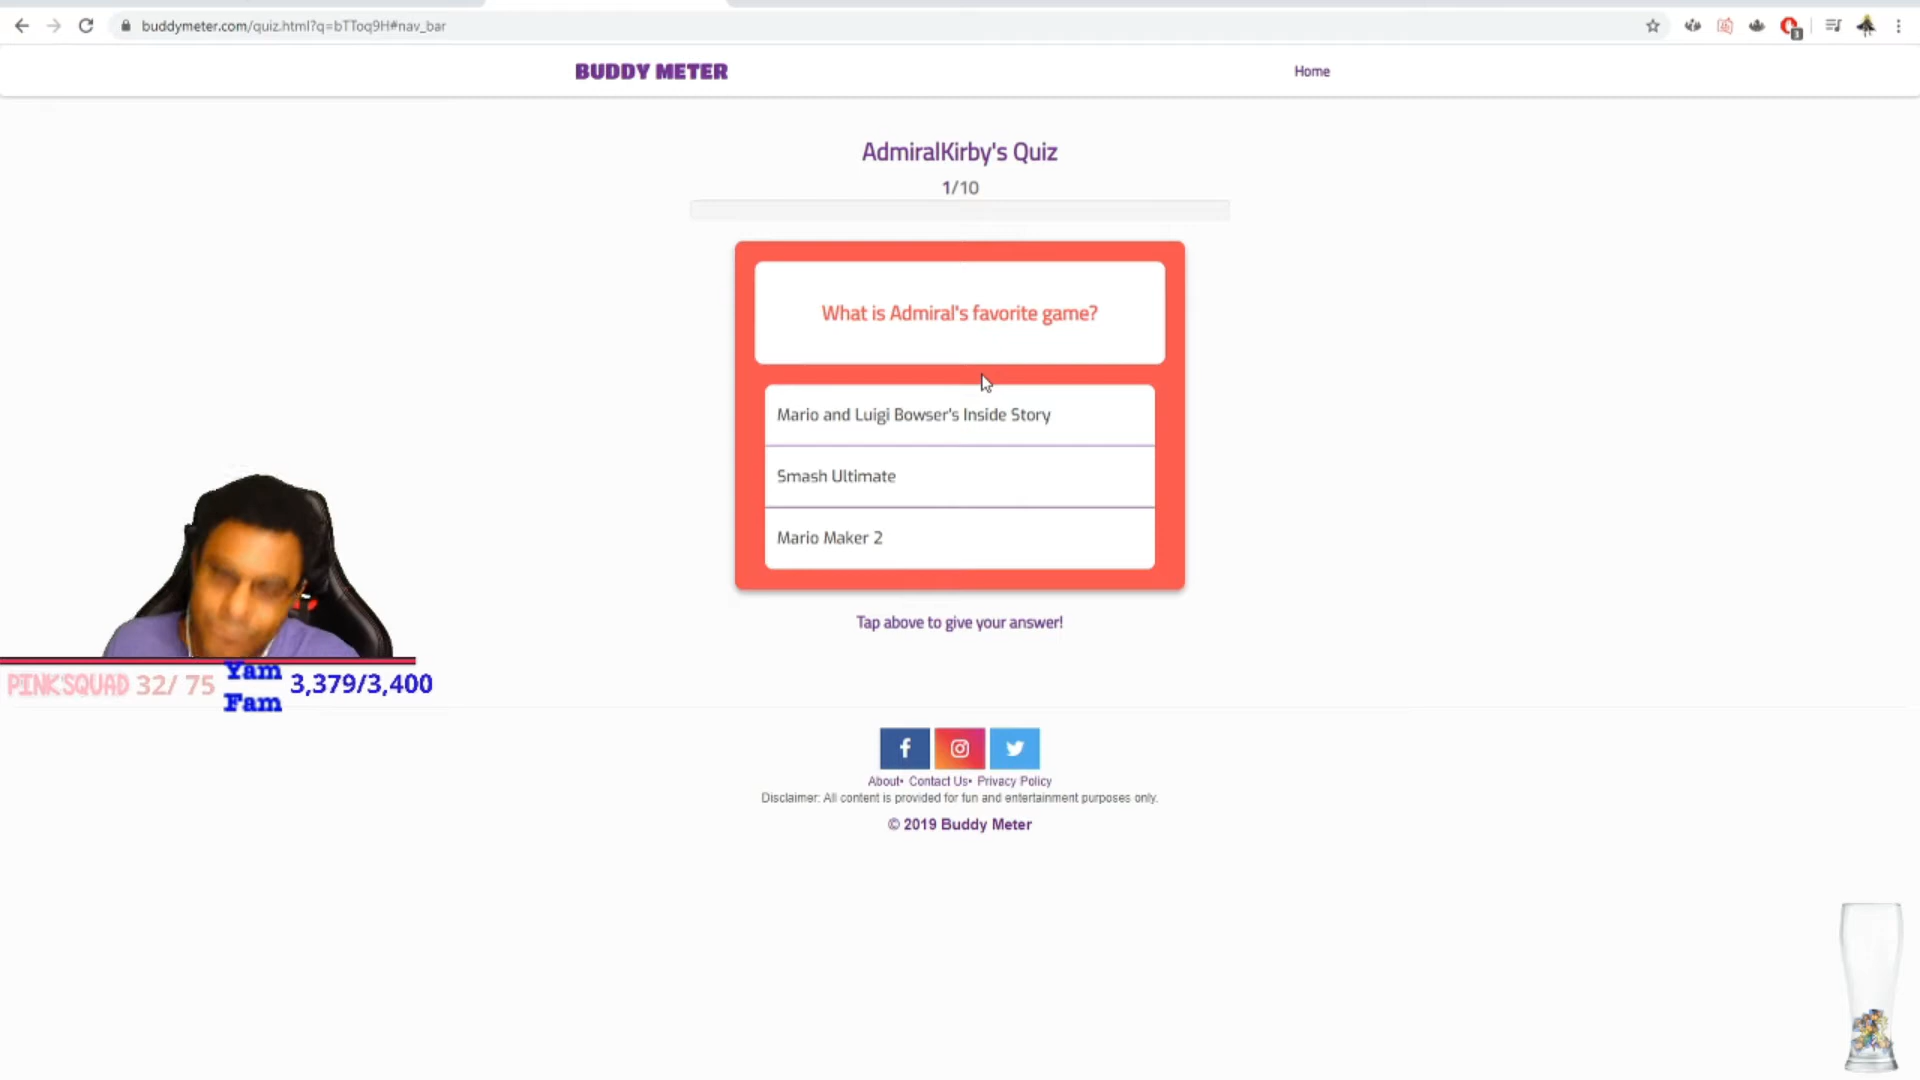 buddymeter.com/quiz.html?q=bTToq9H#nav_bar
3
BUDDY METER
Home
AdmiralKirby's Quiz
1/10
What is Admiral's favorite game?
Mario and Luigi Bowser's Inside Story
Smash Ultimate
Mario Maker 2
Tap above to give your answer!
PINKSQUAD 32/ 75
Yam
Fam
3,379/3,400
About• Contact Us• Privacy Policy
Disclaimer: All content is provided for fun and entertainment purposes only.
© 2019 Buddy Meter